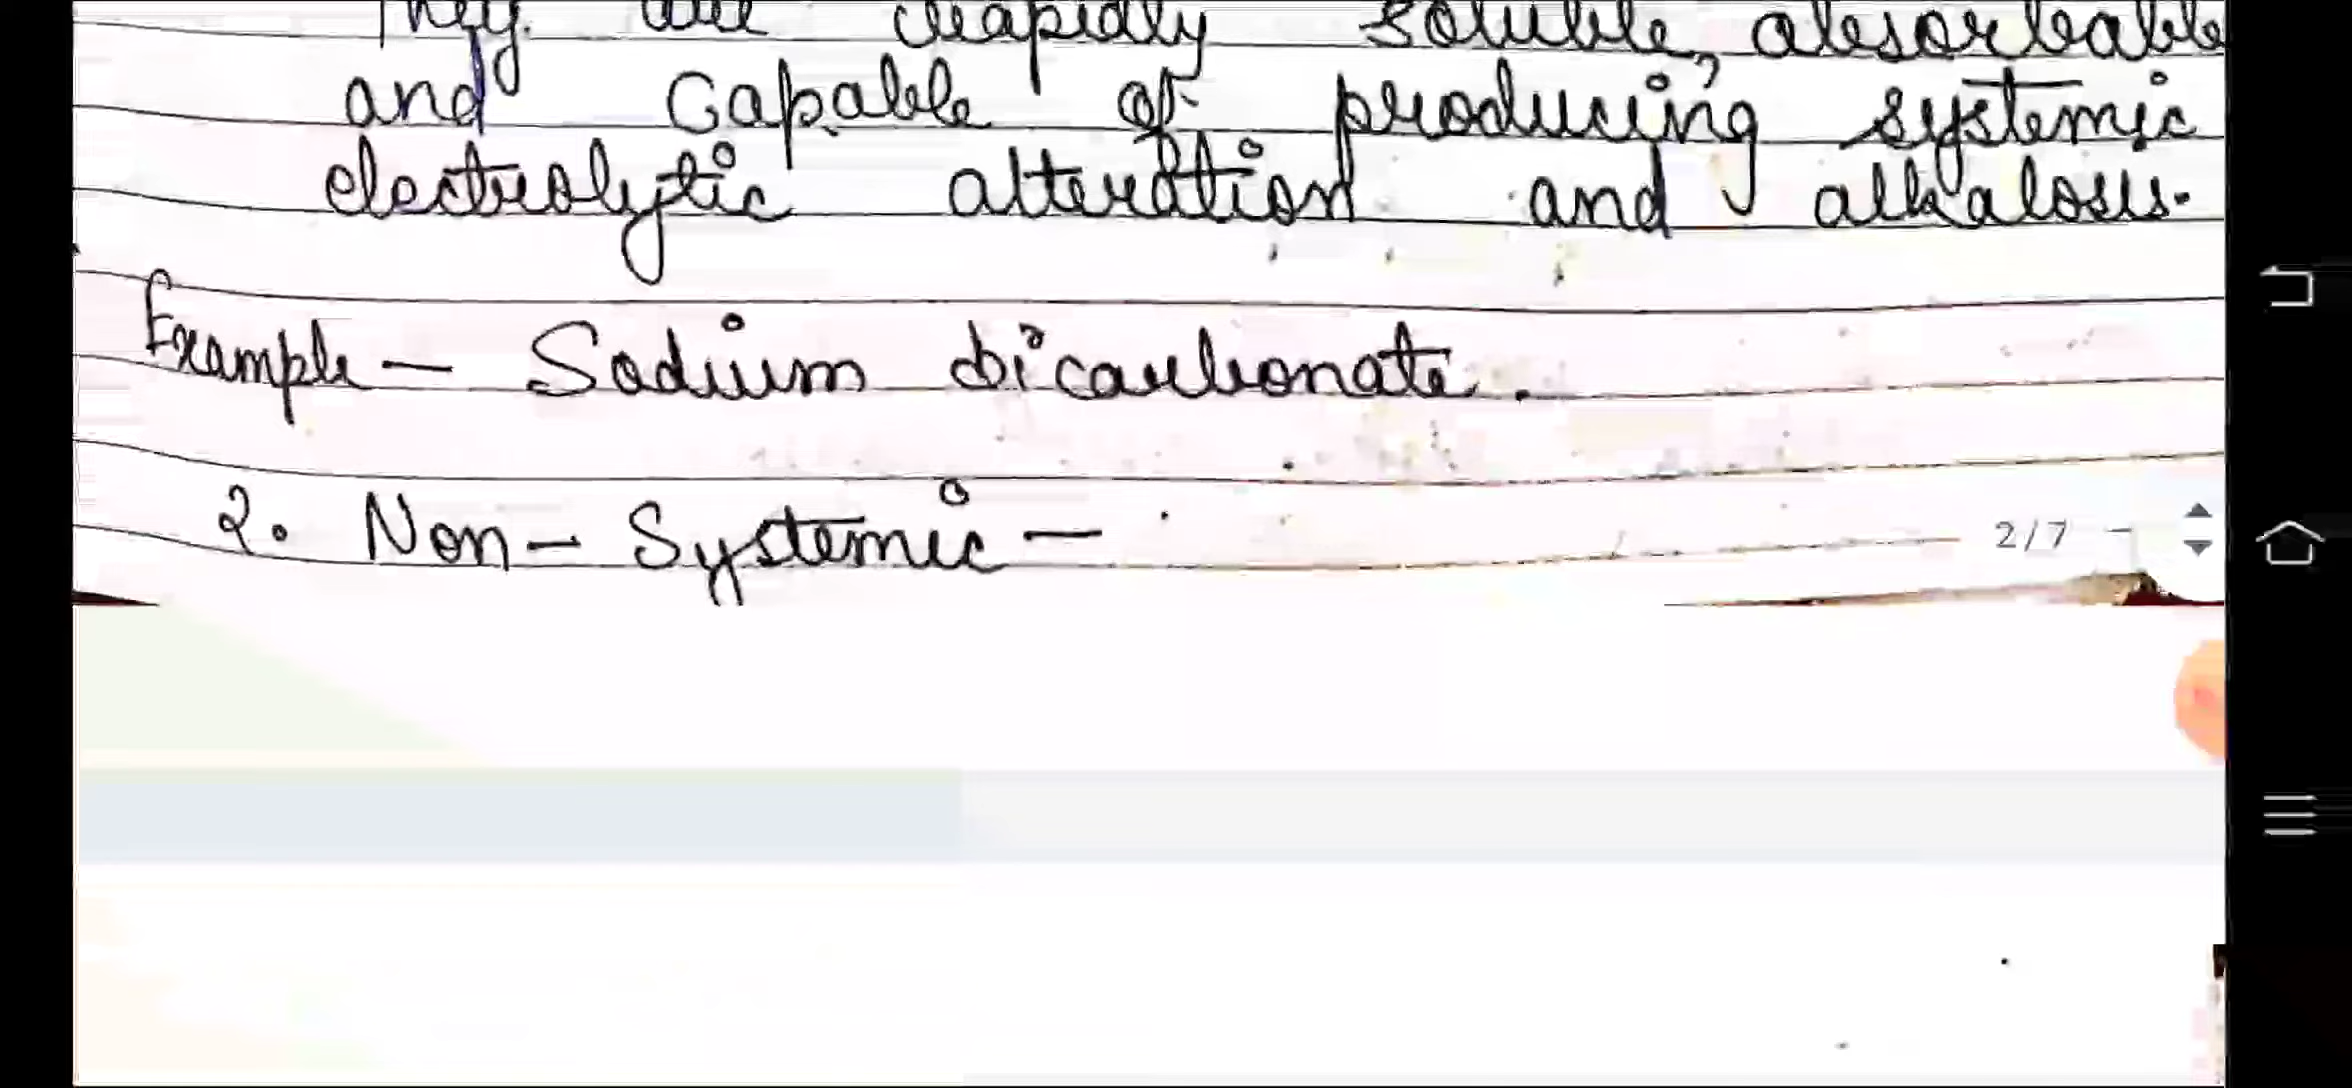 They are rapidly soluble, absorbable
and Capable of producing systemic
electrolytic alteration and alkalosis.
Example - Sodium bicarbonate.
2. Non-Systemic -
2/7